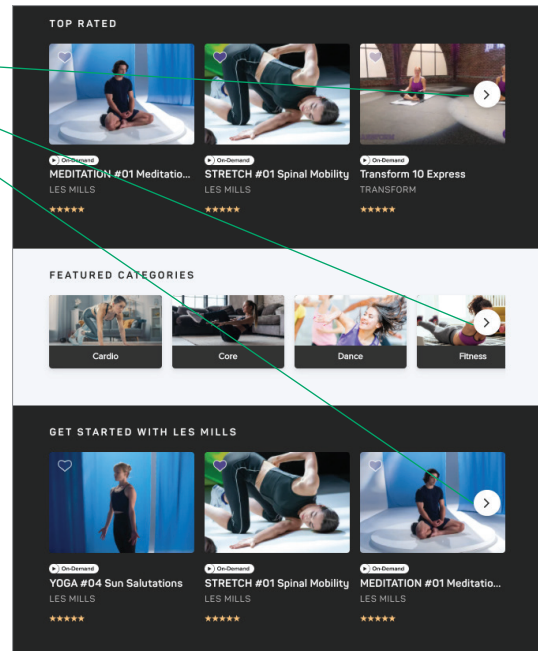 TOP RATED
On-Demand
MEDITATION #01 Meditatio...
LES MILLS
On-Demand
STRETCH #01 Spinal Mobility
LES MILLS
On-Demand
Transform 10 Express
TRANSFORM
FEATURED CATEGORIES
Cardio
Core
Dance
Fitness
GET STARTED WITH LES MILLS
On-Demand
YOGA #04 Sun Salutations
LES MILLS
On-Demand
STRETCH #01 Spinal Mobility
LES MILLS
On-Demand
MEDITATION #01 Meditatio...
LES MILLS